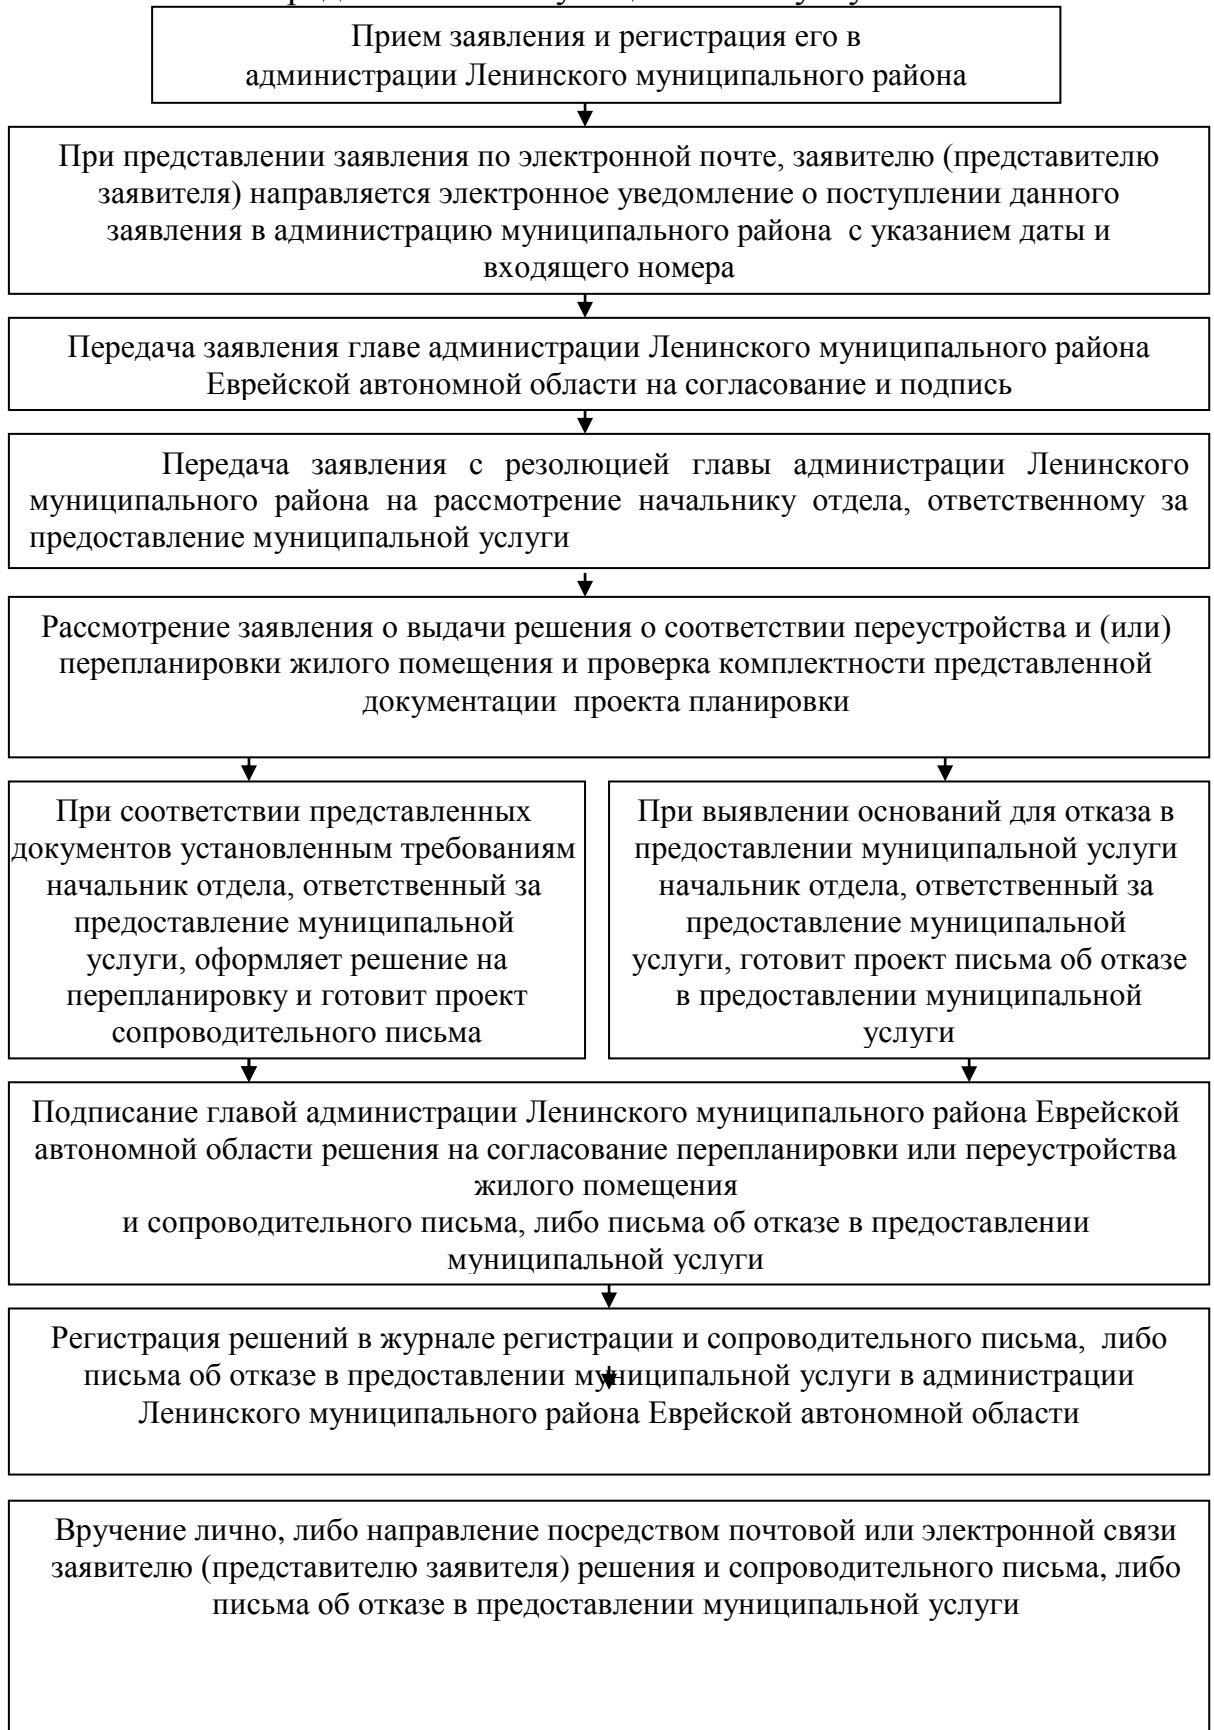 Прием заявления и регистрация его в
администрации Ленинского муниципального района
При представлении заявления по электронной почте, заявителю (представителю
заявителя) направляется электронное уведомление о поступлении данного
заявления в администрацию муниципального района с указанием даты и
входящего номера
Передача заявления главе администрации Ленинского муниципального района
Еврейской автономной области на согласование и подпись
Передача заявления с резолюцией главы администрации Ленинского
муниципального района на рассмотрение начальнику отдела, ответственному за
предоставление муниципальной услуги
Рассмотрение заявления о выдачи решения о соответствии переустройства и (или)
перепланировки жилого помещения и проверка комплектности представленной
документации проекта планировки
При соответствии представленных
документов установленным требованиям
начальник отдела, ответственный за
предоставление муниципальной
услуги, оформляет решение на
перепланировку и готовит проект
сопроводительного письма
При выявлении оснований для отказа в
предоставлении муниципальной услуги
начальник отдела, ответственный за
предоставление муниципальной
услуги, готовит проект письма об отказе
в предоставлении муниципальной
услуги
Подписание главой администрации Ленинского муниципального района Еврейской
автономной области решения на согласование перепланировки или переустройства
жилого помещения
и сопроводительного письма, либо письма об отказе в предоставлении
муниципальной услуги
Регистрация решений в журнале регистрации и сопроводительного письма, либо
письма об отказе в предоставлении муниципальной услуги в администрации
Ленинского муниципального района Еврейской автономной области
Вручение лично, либо направление посредством почтовой или электронной связи
заявителю (представителю заявителя) решения и сопроводительного письма, либо
письма об отказе в предоставлении муниципальной услуги